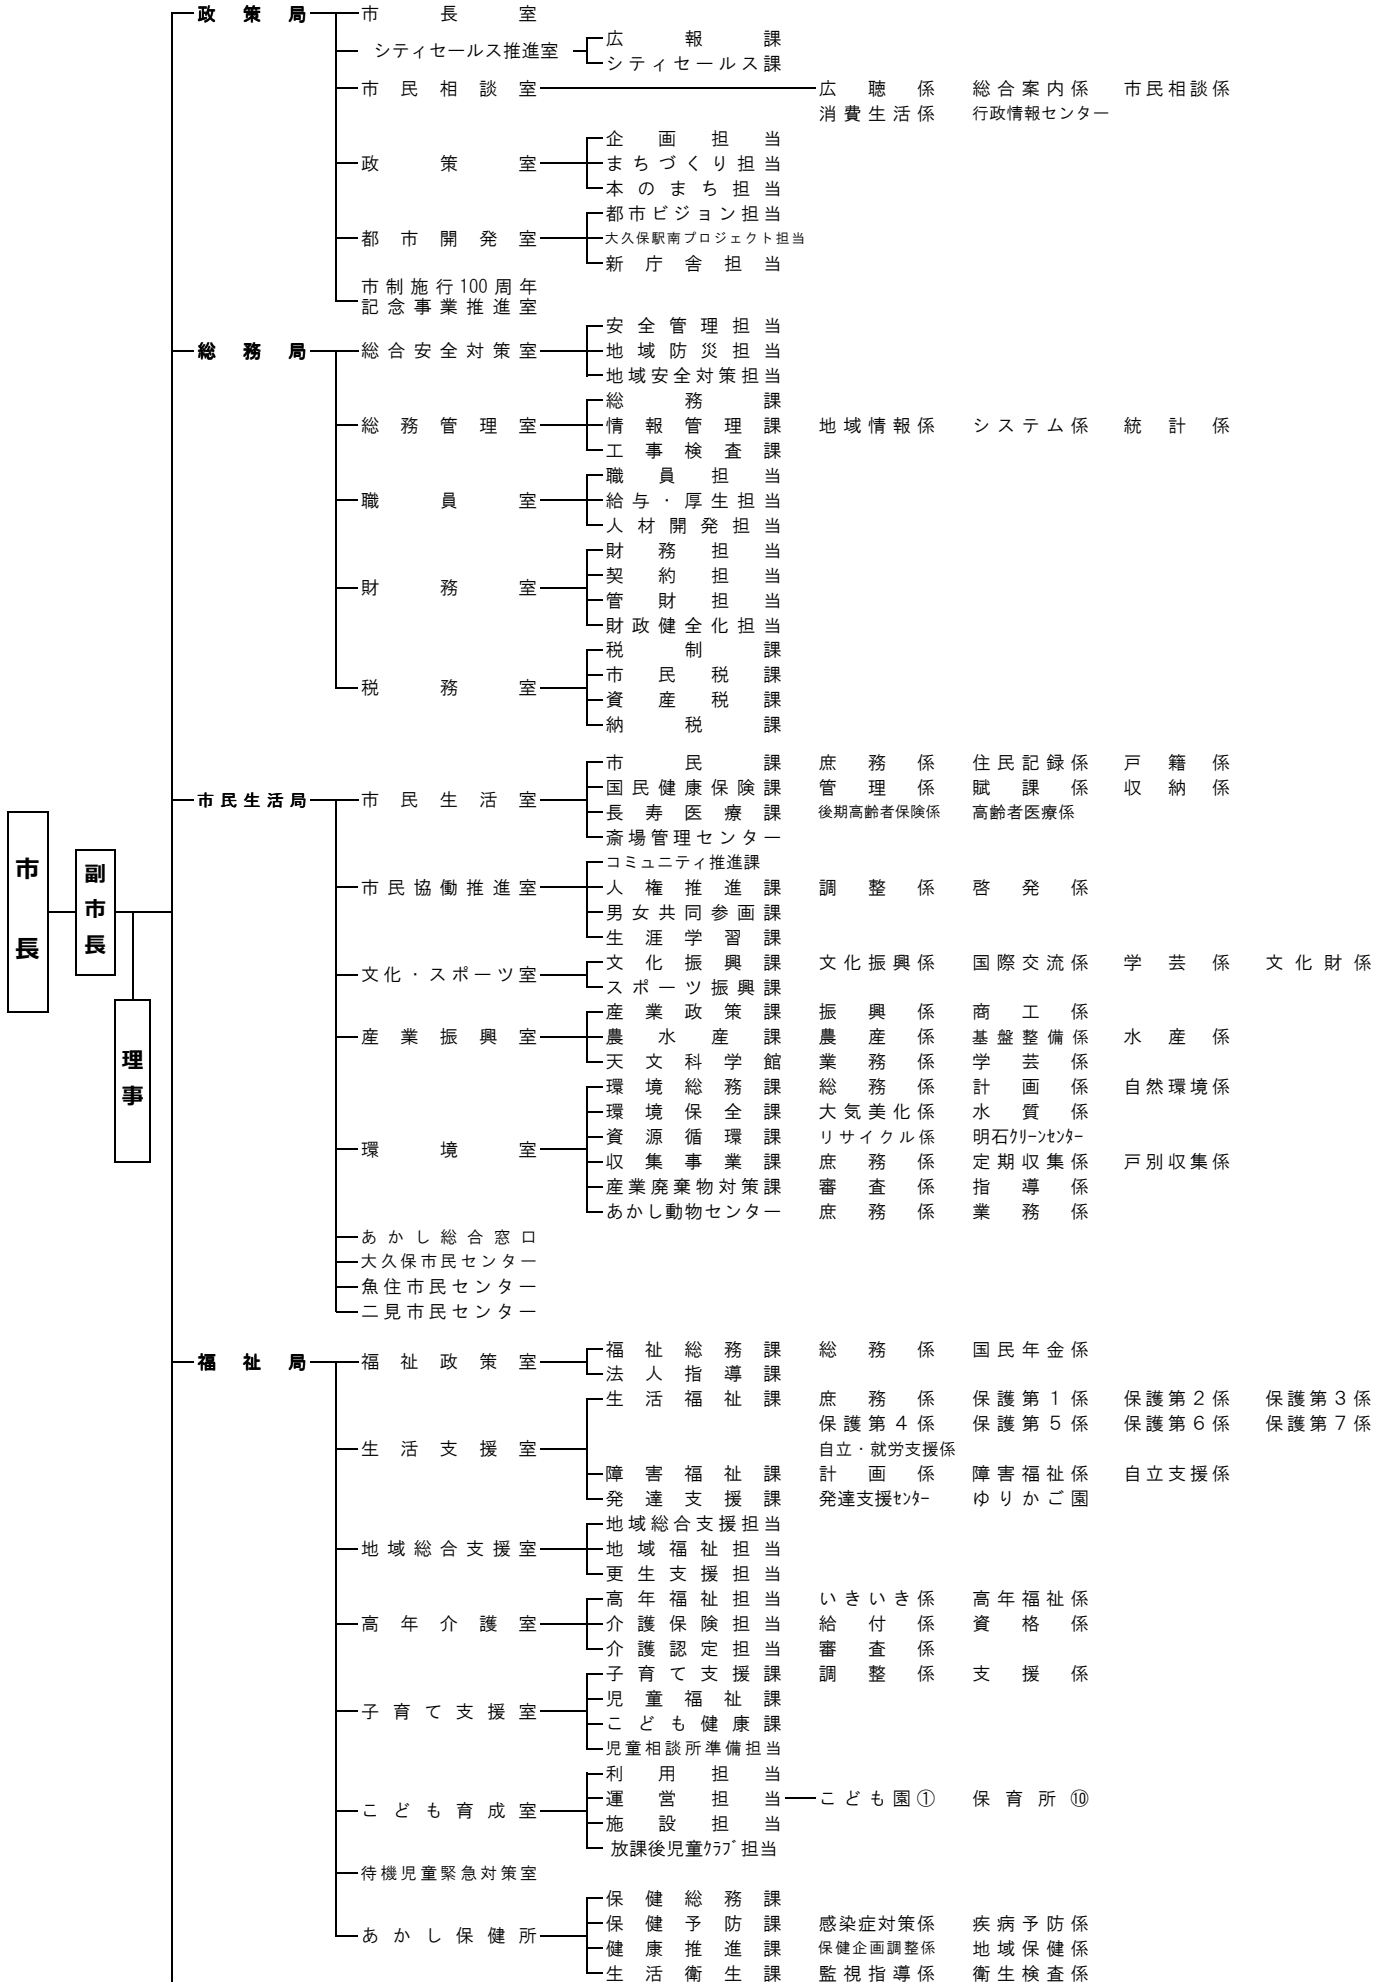 政策局 市長室
シティセールス推進室 広報課
シティセールス課
市民相談室 広聴係 総合案内係 市民相談係
消費生活係 行政情報センター
政策室 企画担当
まちづくり担当
本のまち担当
都市開発室 都市ビジョン担当
大久保駅南プロジェクト担当
新庁舎担当
市制施行100周年
記念事業推進室
総務局 総合安全対策室 安全管理担当
地域防災担当
地域安全対策担当
総務管理室 総務課
情報管理課 地域情報係 システム係 統計係
工事検査課
職員室 職員担当
給与・厚生担当
人材開発担当
財務室 財務担当
契約担当
管財担当
財政健全化担当
税務室 税制課
市民税課
資産税課
納税課
市長
副市長
理事
市民生活局 市民生活室 市民課 庶務係 住民記録係 戸籍係
国民健康保険課 管理係 賦課係 収納係
長寿医療課 後期高齢者保険係 高齢者医療係
斎場管理センター
市民協働推進室 コミュニティ推進課
人権推進課 調整係 啓発係
男女共同参画課
生涯学習課
文化・スポーツ室 文化振興課 文化振興係 国際交流係 学芸係 文化財係
スポーツ振興課
産業振興室 産業政策課 振興係 商工係
農水産課 農産係 基盤整備係 水産係
天文科学館 業務係 学芸係
環境室 環境総務課 総務係 計画係 自然環境係
環境保全課 大気美化係 水質係
資源循環課 リサイクル係 明石ｸﾘｰﾝｾﾝﾀｰ
収集事業課 庶務係 定期収集係 戸別収集係
産業廃棄物対策課 審査係 指導係
あかし動物センター 庶務係 業務係
あかし総合窓口
大久保市民センター
魚住市民センター
二見市民センター
福祉局 福祉政策室 福祉総務課 総務係 国民年金係
法人指導課
生活支援室 生活福祉課 庶務係 保護第１係 保護第２係 保護第３係
保護第４係 保護第５係 保護第６係 保護第７係
自立・就労支援係
障害福祉課 計画係 障害福祉係 自立支援係
発達支援課 発達支援ｾﾝﾀｰ ゆりかご園
地域総合支援室 地域総合支援担当
地域福祉担当
更生支援担当
高年介護室 高年福祉担当 いきいき係 高年福祉係
介護保険担当 給付係 資格係
介護認定担当 審査係
子育て支援室 子育て支援課 調整係 支援係
児童福祉課
こども健康課
児童相談所準備担当
こども育成室 利用担当
運営担当 こども園① 保育所⑩
施設担当
放課後児童ｸﾗﾌﾞ担当
待機児童緊急対策室
あかし保健所 保健総務課
保健予防課 感染症対策係 疾病予防係
健康推進課 保健企画調整係 地域保健係
生活衛生課 監視指導係 衛生検査係